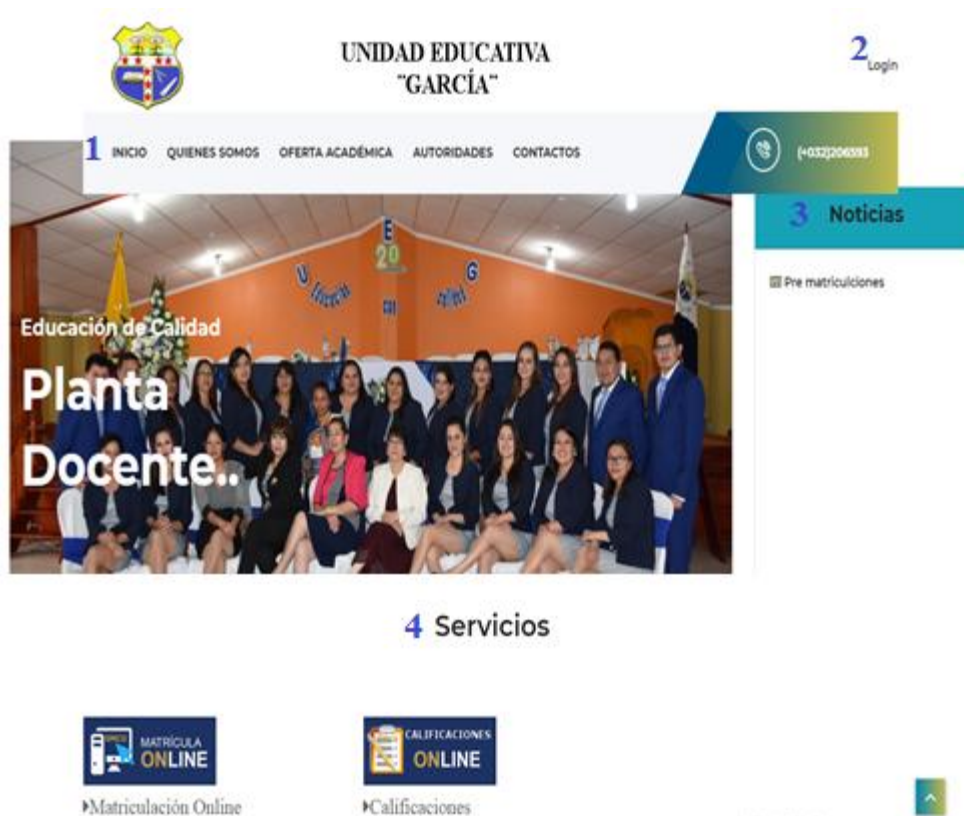 UNIDAD EDUCATIVA
¨GARCÍA¨
2
Login
1 INICIO QUIENES SOMOS OFERTA ACADÉMICA AUTORIDADES CONTACTOS
(+032)206593
3 Noticias
Pre matriculciones
E
20
U
G
Educación de Calidad
Planta
Docente..
4 Servicios
MATRÍCULA
ONLINE
CALIFICACIONES
ONLINE
Matriculación Online
Calificaciones